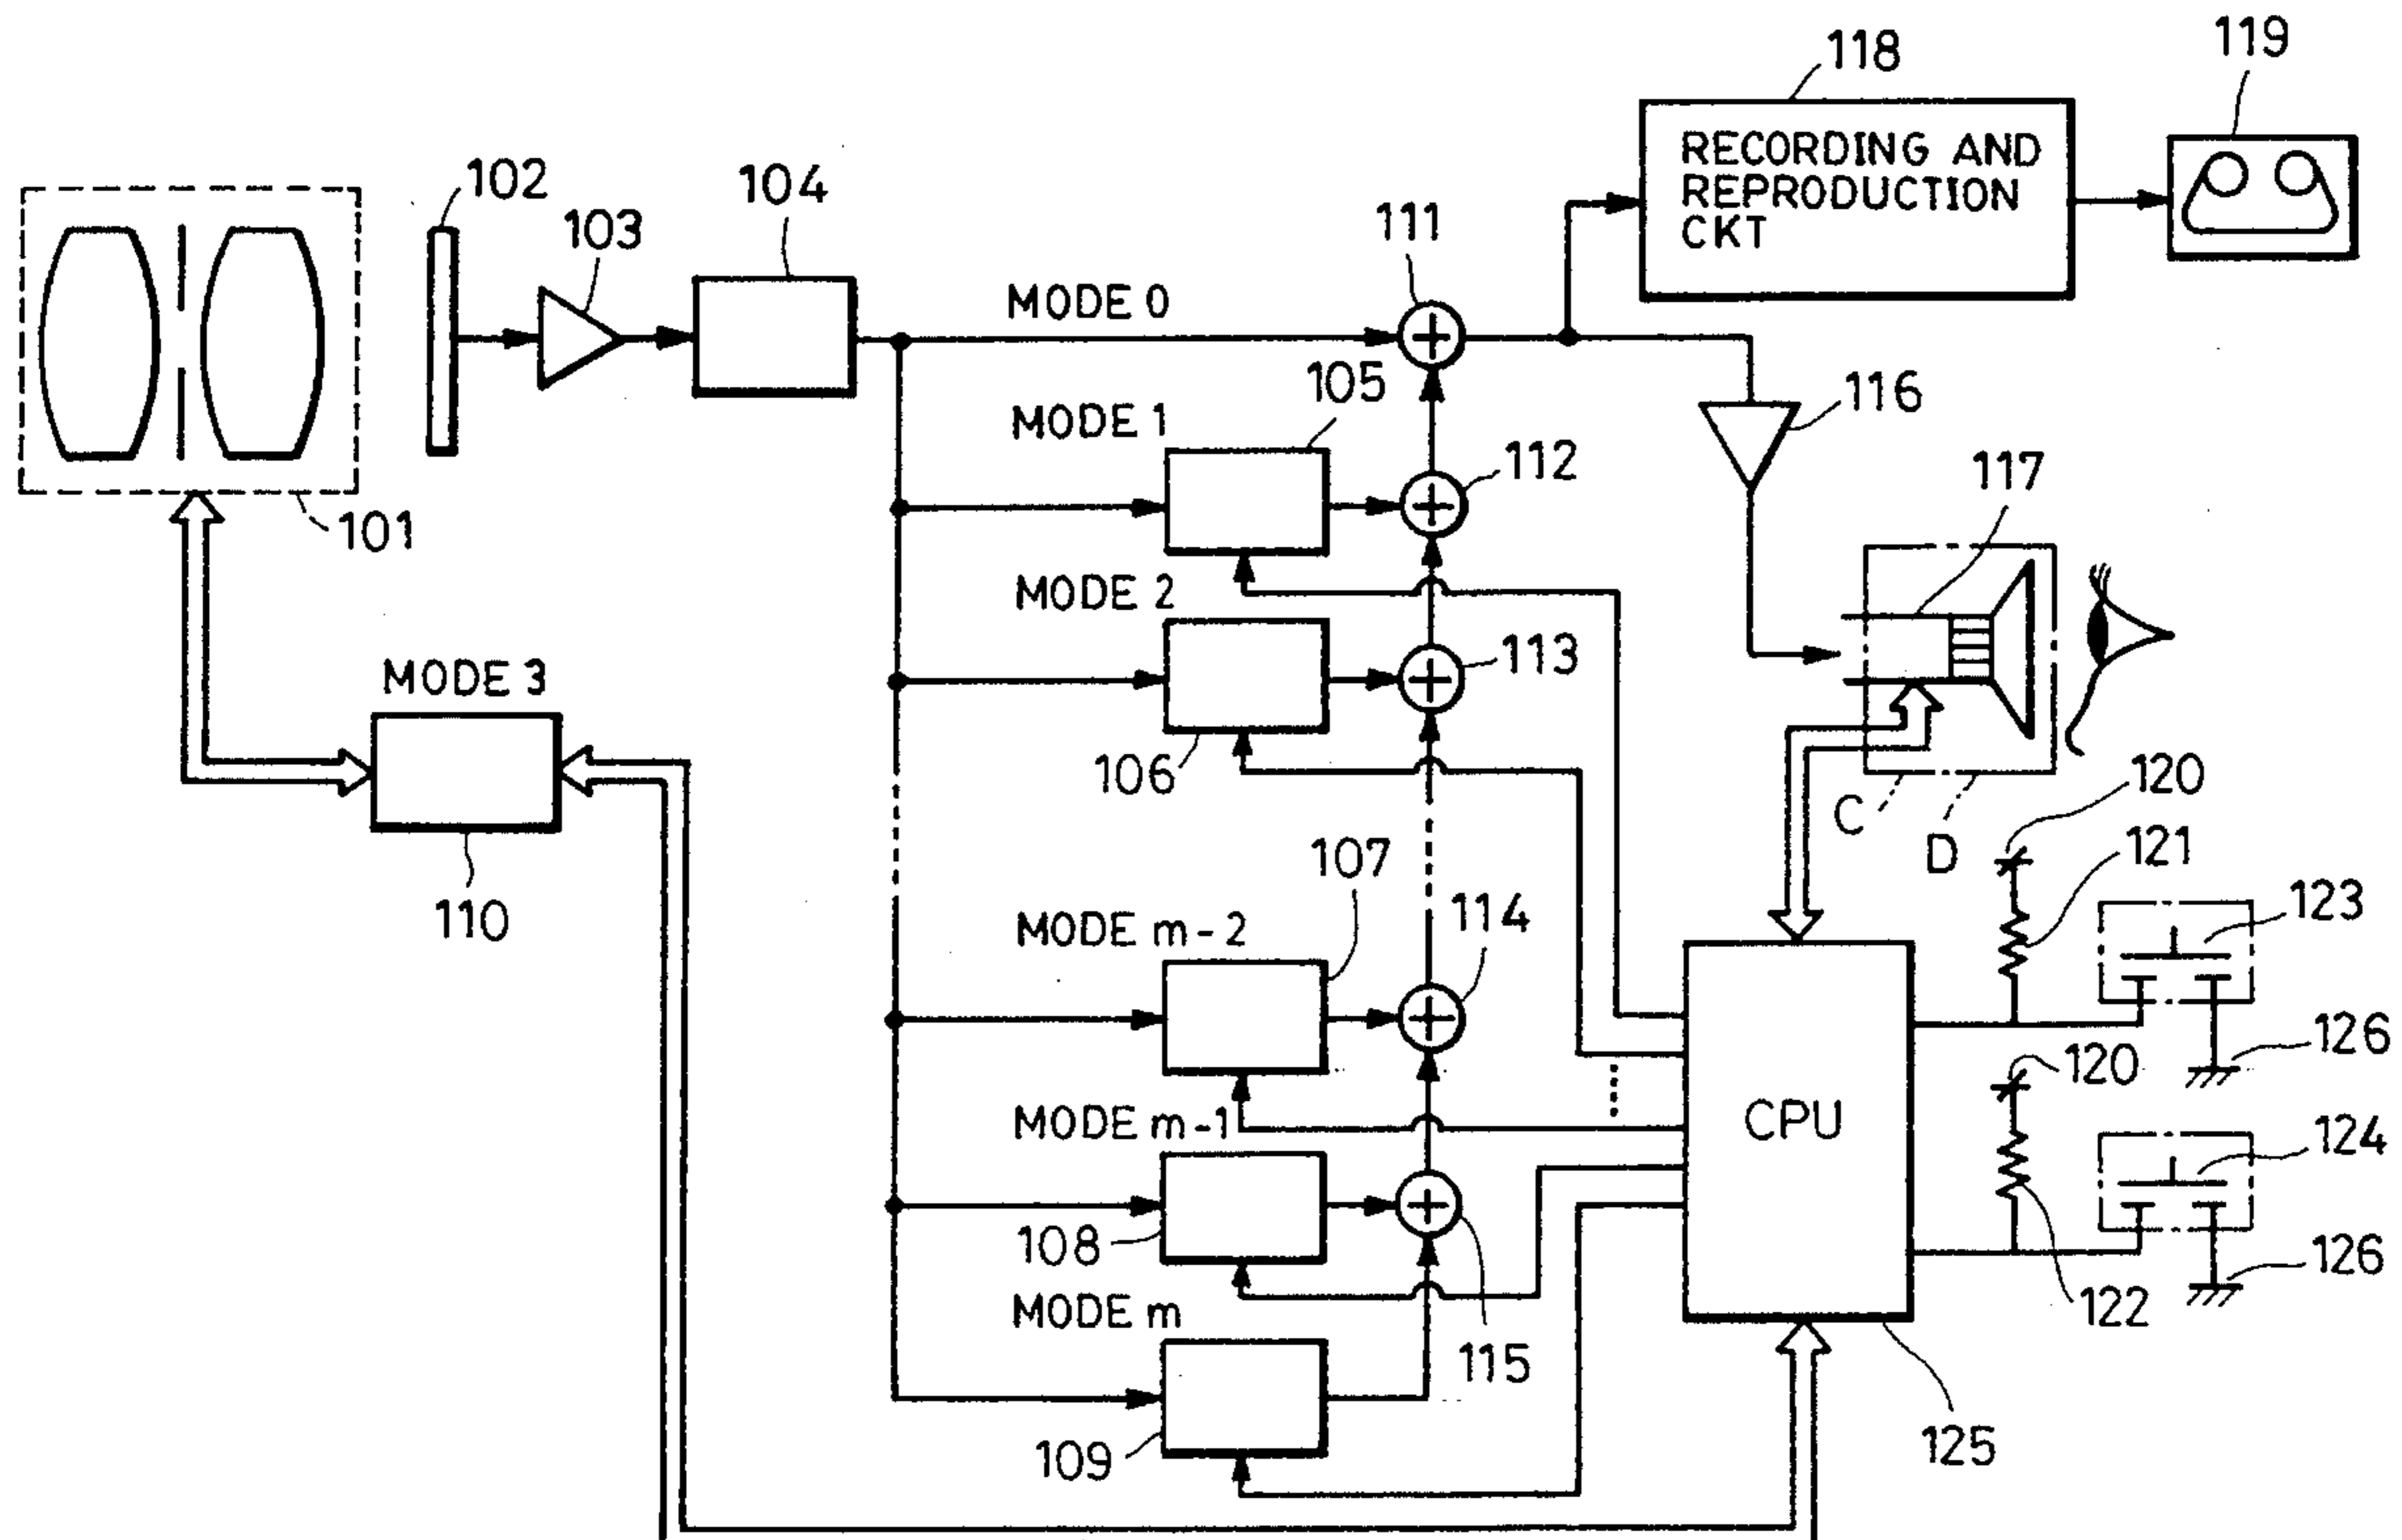 119
118
RECORDING AND
REPRODUCTION
CKT
102
104
103
111
MODE 0
105
116
MODE 1
112
117
101
MODE 2
113
MODE 3
106
120
C
D
121
107
123
110
MODE m-2
114
126
120
MODE m-1
CPU
124
108
126
MODE m
122
115
109
125